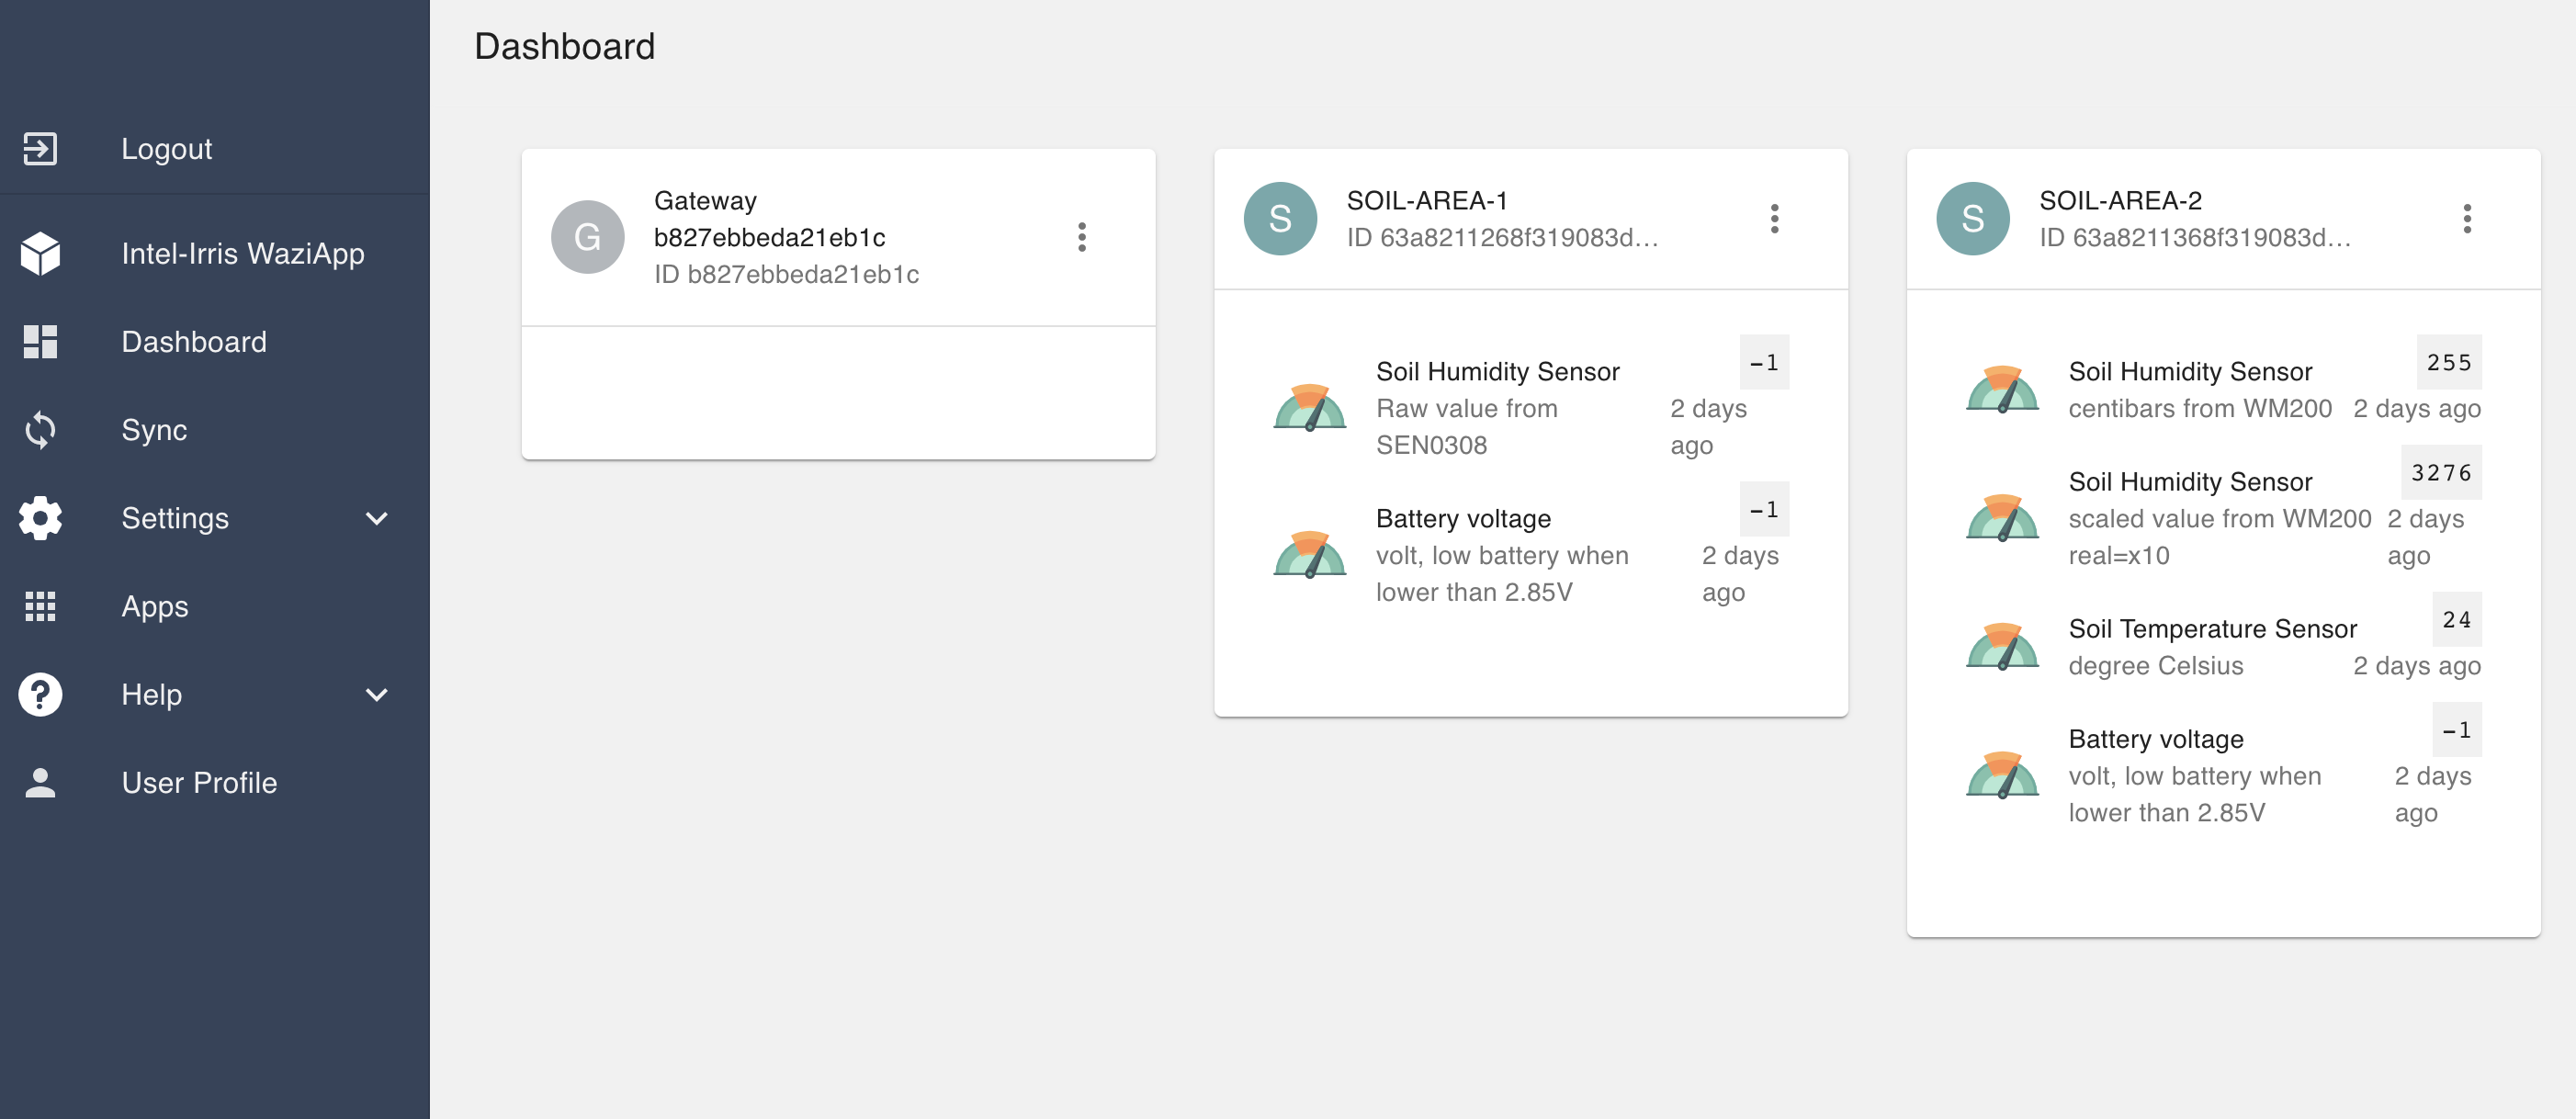 Dashboard
Logout
Intel-Irris WaziApp
Dashboard
Sync
Settings
Apps
Help
User Profile
G
Gateway
b827ebbeda21eb1c
ID b827ebbeda21eb1c
S
SOIL-AREA-1
ID 63a8211268f319083d...
Soil Humidity Sensor
-1
Raw value from
SEN0308
2 days
ago
Battery voltage
-1
volt, low battery when
lower than 2.85V
2 days
ago
S
SOIL-AREA-2
ID 63a8211368f319083d...
Soil Humidity Sensor
255
centibars from WM200
2 days ago
Soil Humidity Sensor
3276
scaled value from WM200
real=x10
2 days
ago
Soil Temperature Sensor
24
degree Celsius
2 days ago
Battery voltage
-1
volt, low battery when
lower than 2.85V
2 days
ago